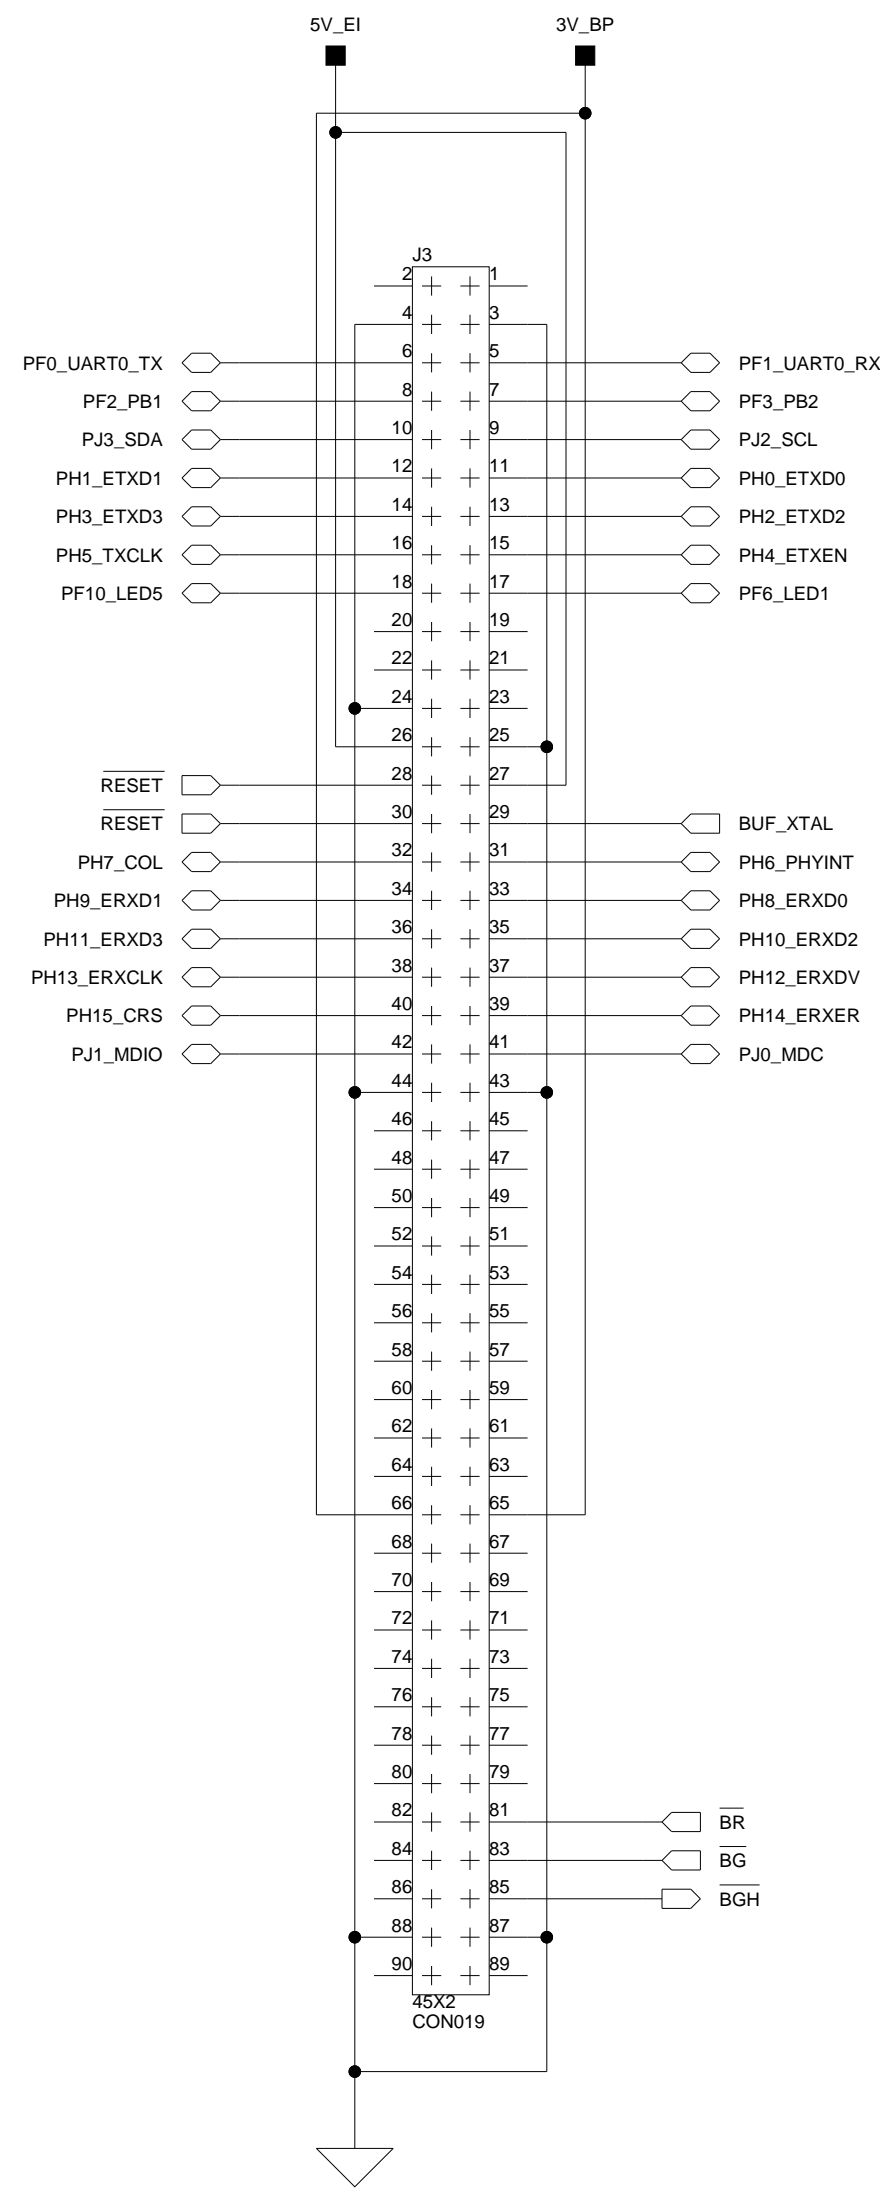 5V_EI 3V_BP
J3
2 1
4 3
PF0_UART0_TX 6 5 PF1_UART0_RX
PF2_PB1 8 7 PF3_PB2
PJ3_SDA 10 9 PJ2_SCL
PH1_ETXD1 12 11 PH0_ETXD0
PH3_ETXD3 14 13 PH2_ETXD2
PH5_TXCLK 16 15 PH4_ETXEN
PF10_LED5 18 17 PF6_LED1
20 19
22 21
24 23
26 25
RESET 28 27
RESET 30 29 BUF_XTAL
PH7_COL 32 31 PH6_PHYINT
PH9_ERXD1 34 33 PH8_ERXD0
PH11_ERXD3 36 35 PH10_ERXD2
PH13_ERXCLK 38 37 PH12_ERXDV
PH15_CRS 40 39 PH14_ERXER
PJ1_MDIO 42 41 PJ0_MDC
44 43
46 45
48 47
50 49
52 51
54 53
56 55
58 57
60 59
62 61
64 63
66 65
68 67
70 69
72 71
74 73
76 75
78 77
80 79
82 81 BR
84 83 BG
86 85 BGH
88 87
90 89
45X2
CON019